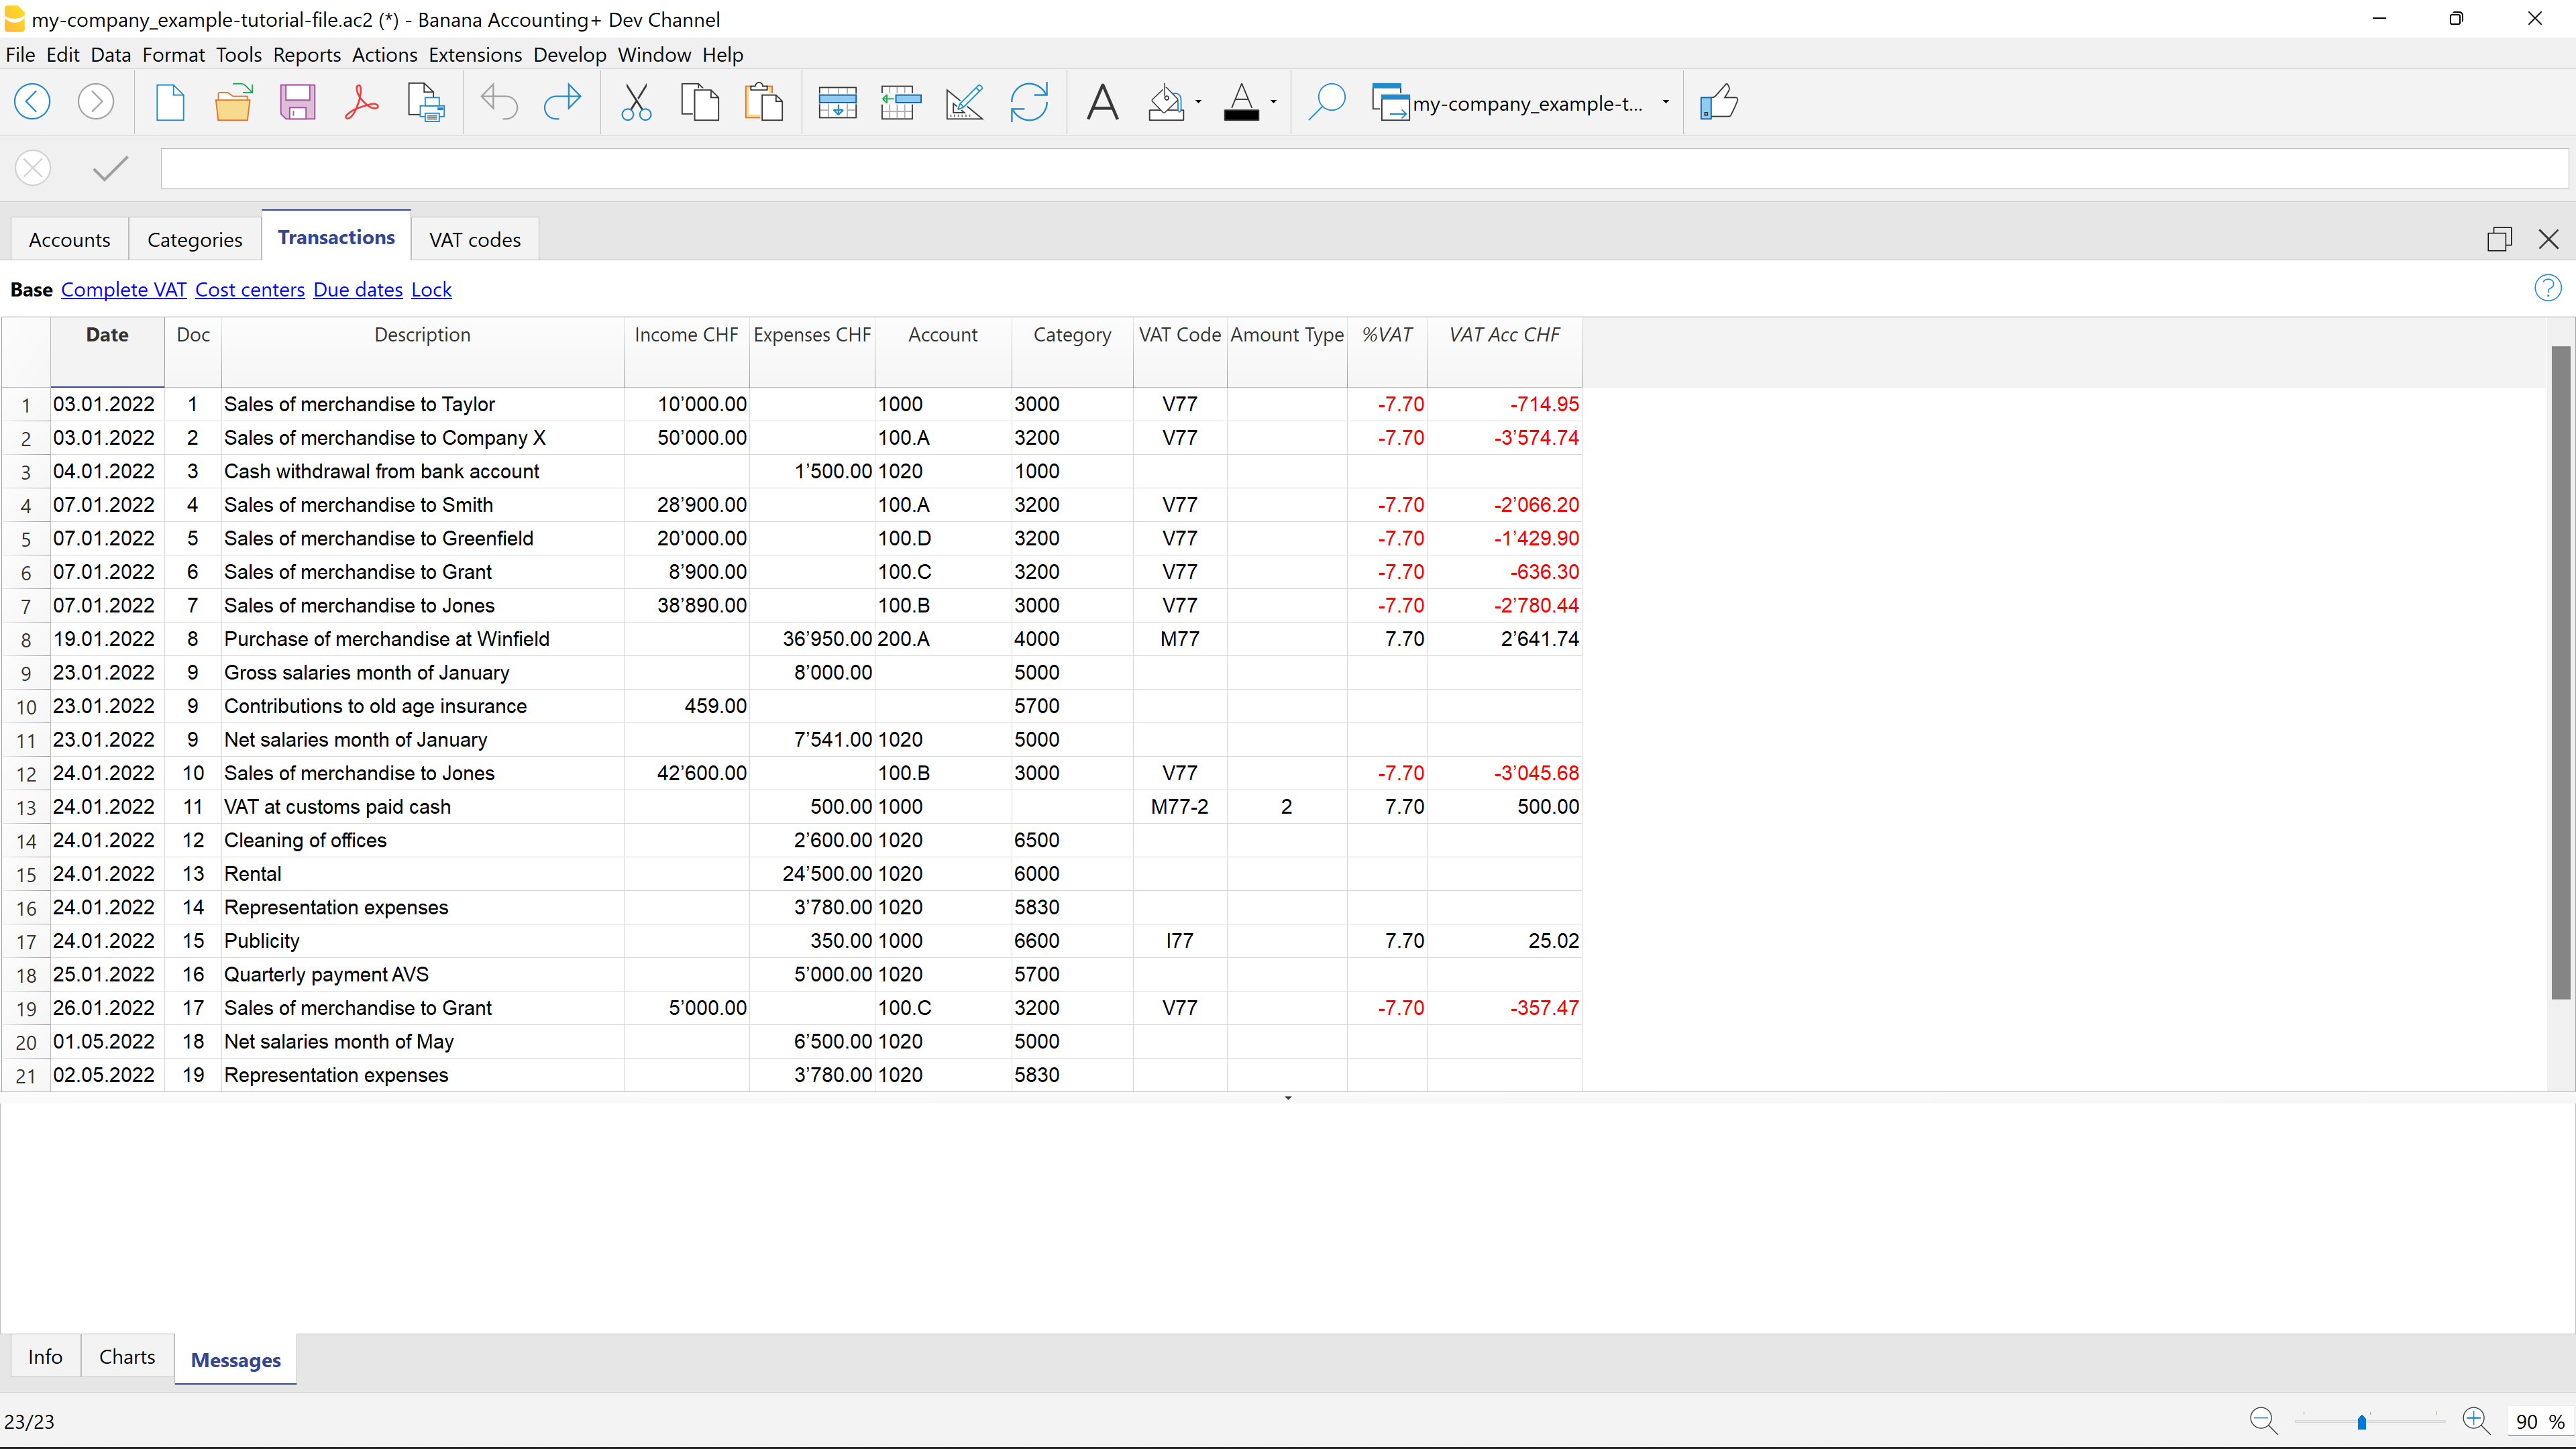 my-company_example-tutorial-file.ac2 (*) - Banana Accounting+ Dev Channel
File Edit Data Format Tools Reports Actions Extensions Develop Window Help
my-company_example-t...
Accounts Categories Transactions VAT codes
Base Complete VAT Cost centers Due dates Lock
Date Doc Description Income CHF Expenses CHF Account Category VAT Code Amount Type %VAT VAT Acc CHF
1 03.01.2022 1 Sales of merchandise to Taylor 10’000.00 1000 3000 V77 -7.70 -714.95
2 03.01.2022 2 Sales of merchandise to Company X 50’000.00 100.A 3200 V77 -7.70 -3’574.74
3 04.01.2022 3 Cash withdrawal from bank account 1’500.00 1020 1000
4 07.01.2022 4 Sales of merchandise to Smith 28’900.00 100.A 3200 V77 -7.70 -2’066.20
5 07.01.2022 5 Sales of merchandise to Greenfield 20’000.00 100.D 3200 V77 -7.70 -1’429.90
6 07.01.2022 6 Sales of merchandise to Grant 8’900.00 100.C 3200 V77 -7.70 -636.30
7 07.01.2022 7 Sales of merchandise to Jones 38’890.00 100.B 3000 V77 -7.70 -2’780.44
8 19.01.2022 8 Purchase of merchandise at Winfield 36’950.00 200.A 4000 M77 7.70 2’641.74
9 23.01.2022 9 Gross salaries month of January 8’000.00 5000
10 23.01.2022 9 Contributions to old age insurance 459.00 5700
11 23.01.2022 9 Net salaries month of January 7’541.00 1020 5000
12 24.01.2022 10 Sales of merchandise to Jones 42’600.00 100.B 3000 V77 -7.70 -3’045.68
13 24.01.2022 11 VAT at customs paid cash 500.00 1000 M77-2 2 7.70 500.00
14 24.01.2022 12 Cleaning of offices 2’600.00 1020 6500
15 24.01.2022 13 Rental 24’500.00 1020 6000
16 24.01.2022 14 Representation expenses 3’780.00 1020 5830
17 24.01.2022 15 Publicity 350.00 1000 6600 I77 7.70 25.02
18 25.01.2022 16 Quarterly payment AVS 5’000.00 1020 5700
19 26.01.2022 17 Sales of merchandise to Grant 5’000.00 100.C 3200 V77 -7.70 -357.47
20 01.05.2022 18 Net salaries month of May 6’500.00 1020 5000
21 02.05.2022 19 Representation expenses 3’780.00 1020 5830
Info Charts Messages
23/23 90 %